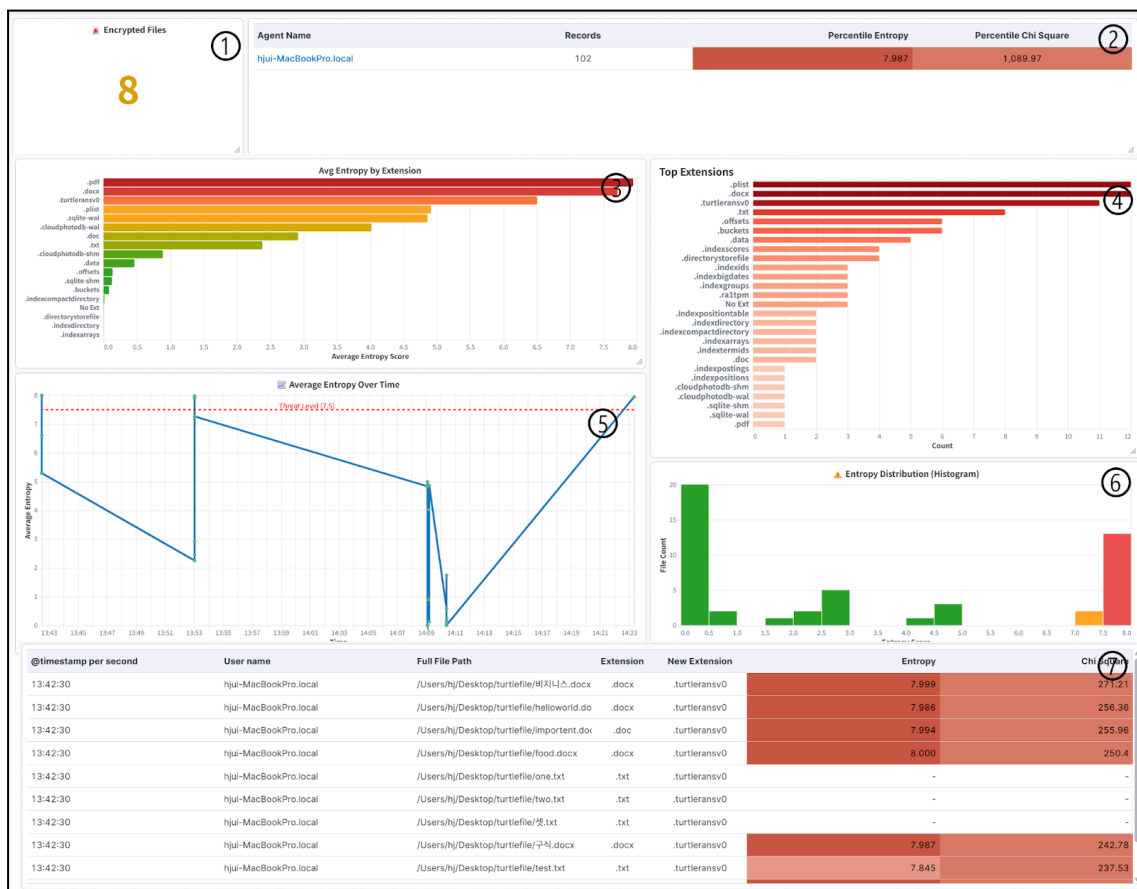 🚨 Encrypted Files
①
8
Agent Name Records Percentile Entropy Percentile Chi Square
②
hjui-MacBookPro.local 102 7.987 1,089.97
Avg Entropy by Extension
③
.pdf
.docx
.turtleransv0
.plist
.sqlite-wal
.cloudphotodb-wal
.doc
.txt
.cloudphotodb-shm
.data
.offsets
.sqlite-shm
.buckets
.indexcompactdirectory
No Ext
.directorystorefile
.indexdirectory
.indexarrays
0.0 0.5 1.0 1.5 2.0 2.5 3.0 3.5 4.0 4.5 5.0 5.5 6.0 6.5 7.0 7.5 8.0
Average Entropy Score
Top Extensions
④
.plist
.docx
.turtleransv0
.txt
.offsets
.buckets
.data
.indexscores
.directorystorefile
.indexids
.indexbigdates
.indexgroups
.ra1tpm
No Ext
.indexpositiontable
.indexdirectory
.indexcompactdirectory
.indexarrays
.indextermids
.doc
.indexpostings
.indexpositions
.cloudphotodb-shm
.cloudphotodb-wal
.sqlite-shm
.sqlite-wal
.pdf
0 1 2 3 4 5 6 7 8 9 10 11 12
Count
📈 Average Entropy Over Time
Threat Level (7.5)
⑤
Average Entropy
8
7
6
5
4
3
2
1
0
13:43 13:45 13:47 13:49 13:51 13:53 13:55 13:57 13:59 14:01 14:03 14:05 14:07 14:09 14:11 14:13 14:15 14:17 14:19 14:21 14:23
Time
⚠️ Entropy Distribution (Histogram)
⑥
File Count
20
15
10
5
0
0.0 0.5 1.0 1.5 2.0 2.5 3.0 3.5 4.0 4.5 5.0 5.5 6.0 6.5 7.0 7.5 8.0
Entropy Score
@timestamp per second User name Full File Path Extension New Extension Entropy Chi Square
⑦
13:42:30 hjui-MacBookPro.local /Users/hj/Desktop/turtlefile/비지니스.docx .docx .turtleransv0 7.999 271.21
13:42:30 hjui-MacBookPro.local /Users/hj/Desktop/turtlefile/helloworld.do .docx .turtleransv0 7.986 256.36
13:42:30 hjui-MacBookPro.local /Users/hj/Desktop/turtlefile/importent.do .doc .turtleransv0 7.994 255.96
13:42:30 hjui-MacBookPro.local /Users/hj/Desktop/turtlefile/food.docx .docx .turtleransv0 8.000 250.4
13:42:30 hjui-MacBookPro.local /Users/hj/Desktop/turtlefile/one.txt .txt .turtleransv0 - -
13:42:30 hjui-MacBookPro.local /Users/hj/Desktop/turtlefile/two.txt .txt .turtleransv0 - -
13:42:30 hjui-MacBookPro.local /Users/hj/Desktop/turtlefile/셋.txt .txt .turtleransv0 - -
13:42:30 hjui-MacBookPro.local /Users/hj/Desktop/turtlefile/구식.docx .docx .turtleransv0 7.987 242.78
13:42:30 hjui-MacBookPro.local /Users/hj/Desktop/turtlefile/test.txt .txt .turtleransv0 7.845 237.53